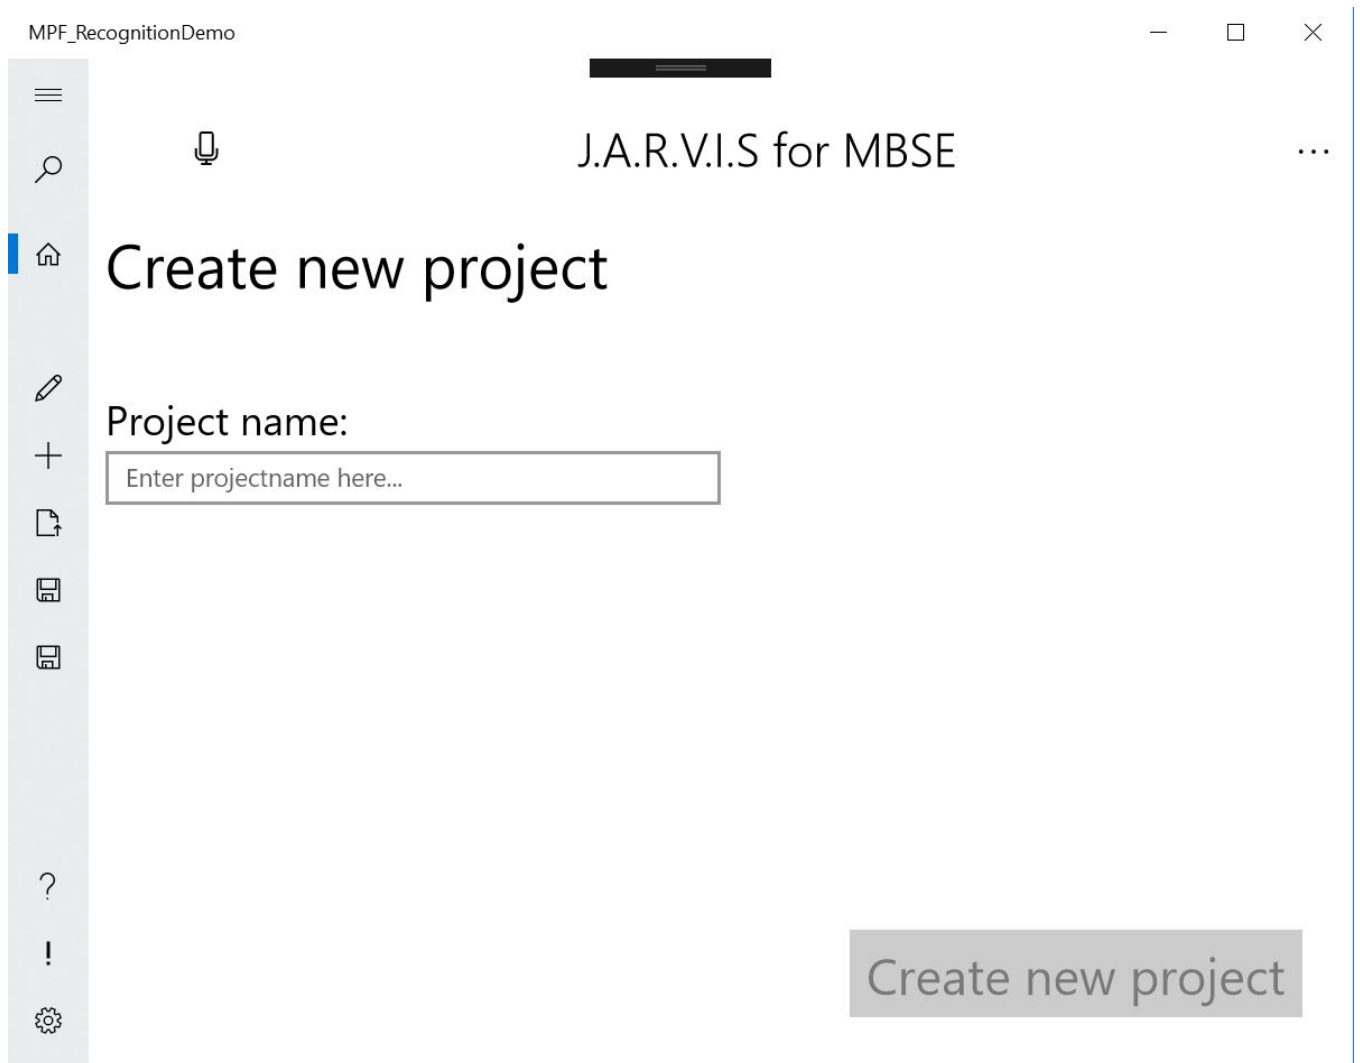 MPF_RecognitionDemo
J.A.R.V.I.S for MBSE
Create new project
Project name:
Enter projectname here...
Create new project